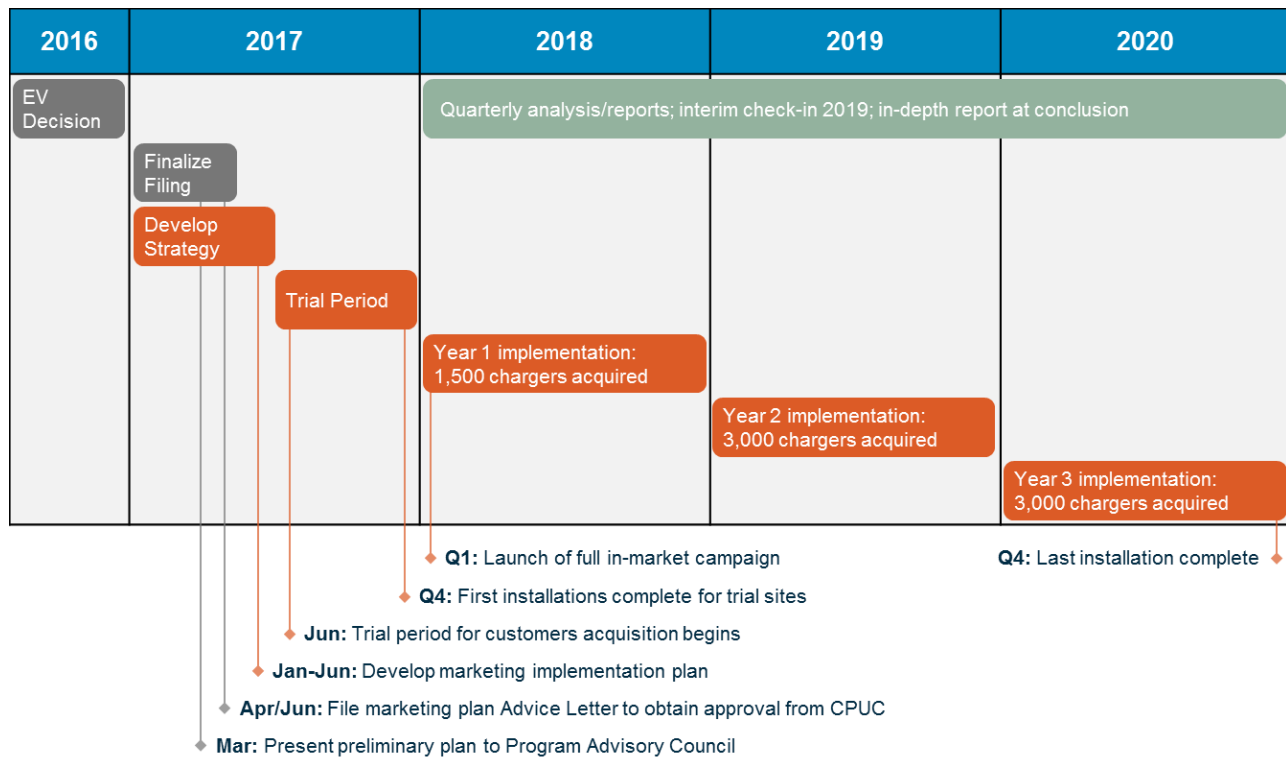 2016
2017
2018
2019
2020
EV
Decision
Quarterly analysis/reports; interim check-in 2019; in-depth report at conclusion
Finalize
Filing
Develop
Strategy
Trial Period
Year 1 implementation:
1,500 chargers acquired
Year 2 implementation:
3,000 chargers acquired
Year 3 implementation:
3,000 chargers acquired
Q1: Launch of full in-market campaign
Q4: Last installation complete
Q4: First installations complete for trial sites
Jun: Trial period for customers acquisition begins
Jan-Jun: Develop marketing implementation plan
Apr/Jun: File marketing plan Advice Letter to obtain approval from CPUC
Mar: Present preliminary plan to Program Advisory Council